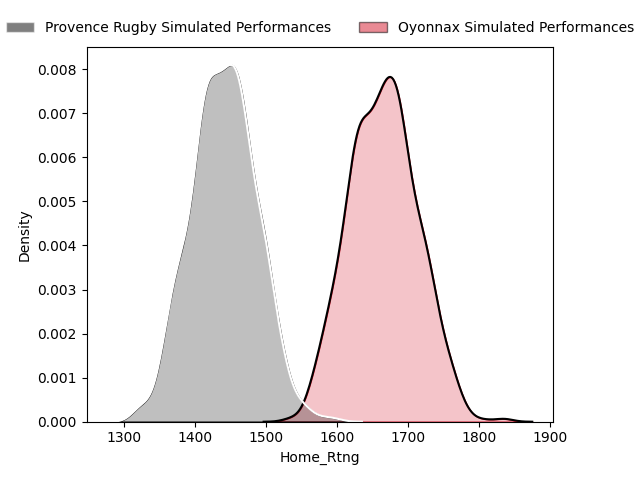 Provence Rugby Simulated Performances
Oyonnax Simulated Performances
0.008
0.007
0.006
0.005
0.004
0.003
0.002
0.001
0.000
Density
1300 1400 1500 1600 1700 1800 1900
Home_Rtng